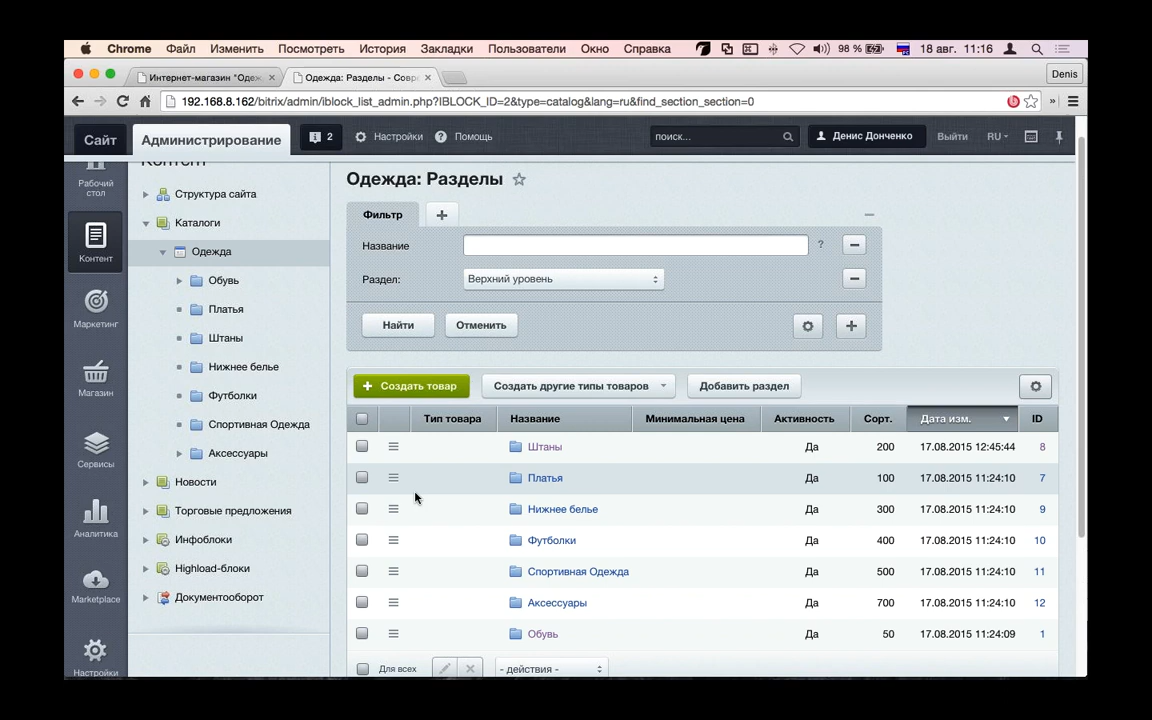 Chrome Файл Изменить Посмотреть История Закладки Пользователи Окно Справка 98 % 18 авг. 11:16
Интернет-магазин "Одеж Одежда: Разделы - Совр Denis
192.168.8.162/bitrix/admin/iblock_list_admin.php?IBLOCK_ID=2&type=catalog&lang=ru&find_section_section=0 »
Сайт Администрирование 2 Настройки Помощь поиск... Денис Донченко Выйти RU
Контент
Рабочий
стол
Контент
Маркетинг
Магазин
Сервисы
Аналитика
Marketplace
Настройки
Структура сайта
Каталоги
Одежда
Обувь
Платья
Штаны
Нижнее белье
Футболки
Спортивная Одежда
Аксессуары
Новости
Торговые предложения
Инфоблоки
Highload-блоки
Документооборот
Одежда: Разделы
Фильтр
Название ?
Раздел: Верхний уровень
Найти Отменить
Создать товар Создать другие типы товаров Добавить раздел
Тип товара Название Минимальная цена Активность Сорт. Дата изм. ID
Штаны Да 200 17.08.2015 12:45:44 8
Платья Да 100 17.08.2015 11:24:10 7
Нижнее белье Да 300 17.08.2015 11:24:10 9
Футболки Да 400 17.08.2015 11:24:10 10
Спортивная Одежда Да 500 17.08.2015 11:24:10 11
Аксессуары Да 700 17.08.2015 11:24:10 12
Обувь Да 50 17.08.2015 11:24:09 1
Для всех - действия -